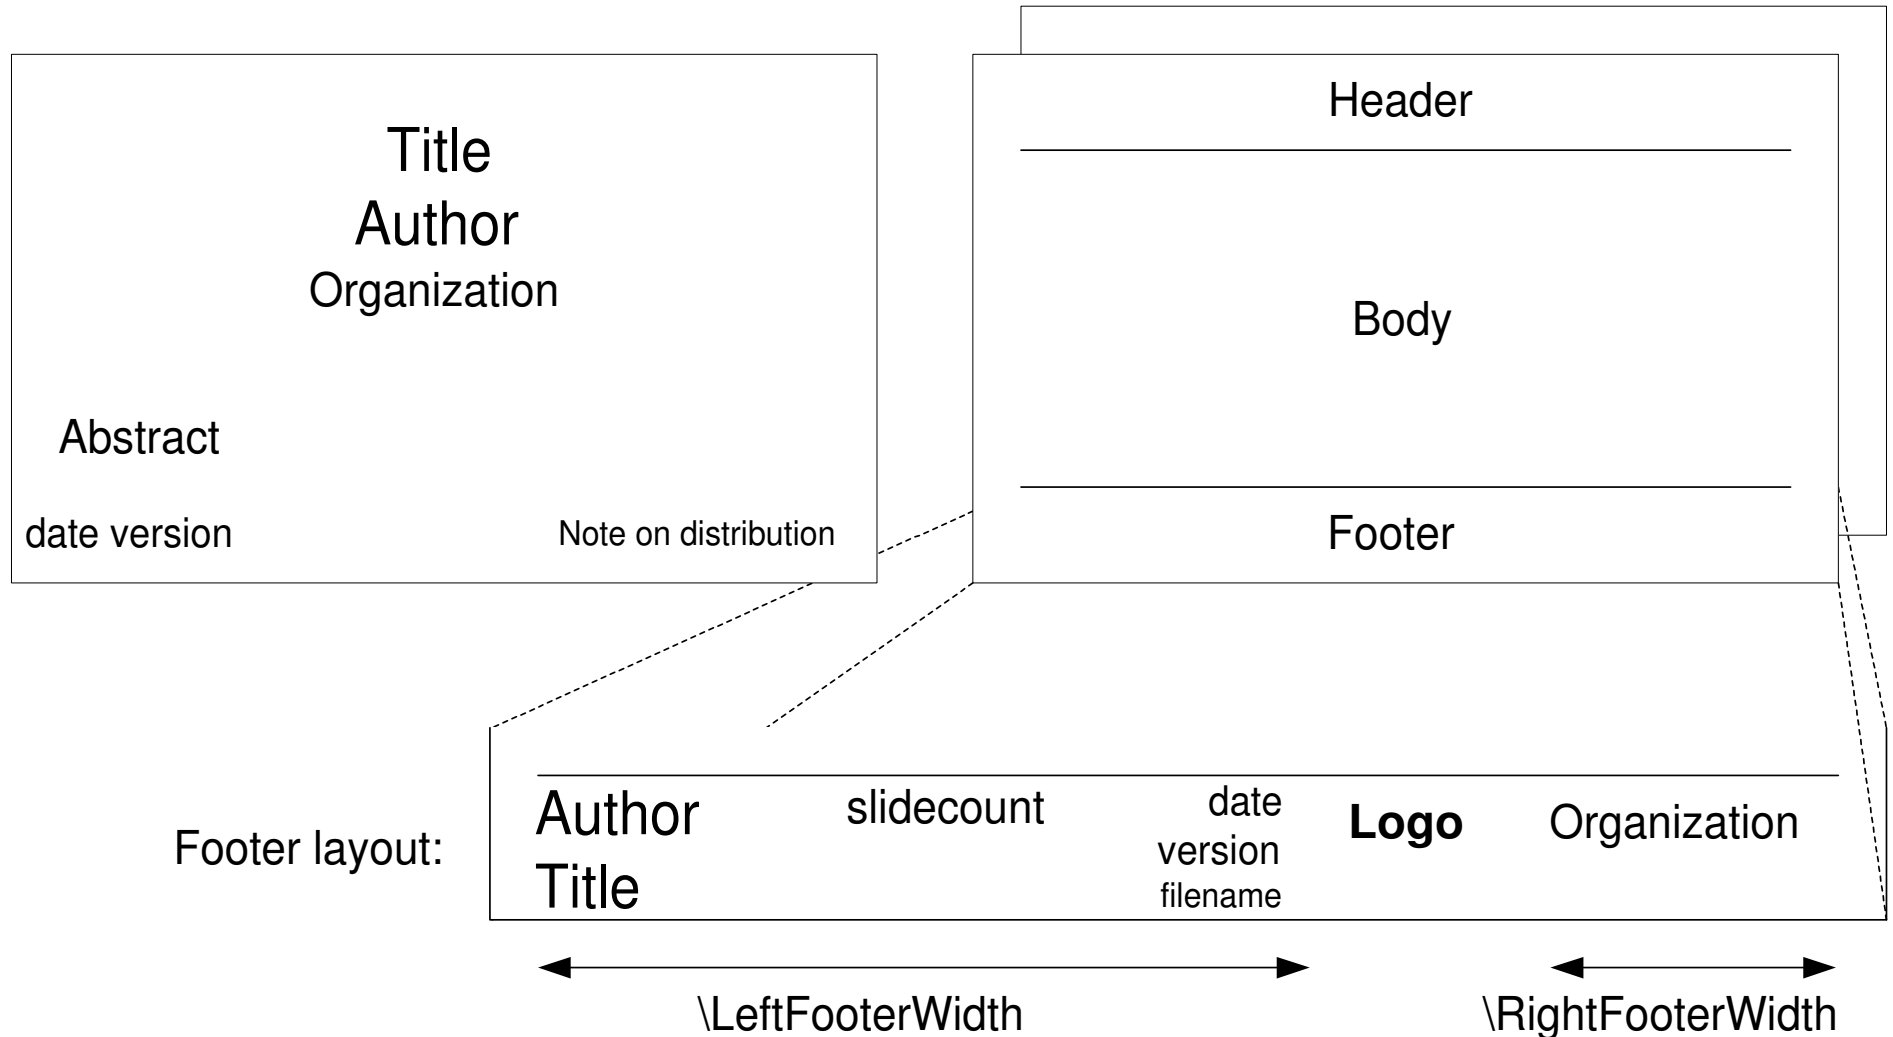 Title
Author
Organization
Abstract
date version
Note on distribution
Header
Body
Footer
Footer layout:
Author
Title
slidecount
date
version
filename
Logo
Organization
\LeftFooterWidth
\RightFooterWidth